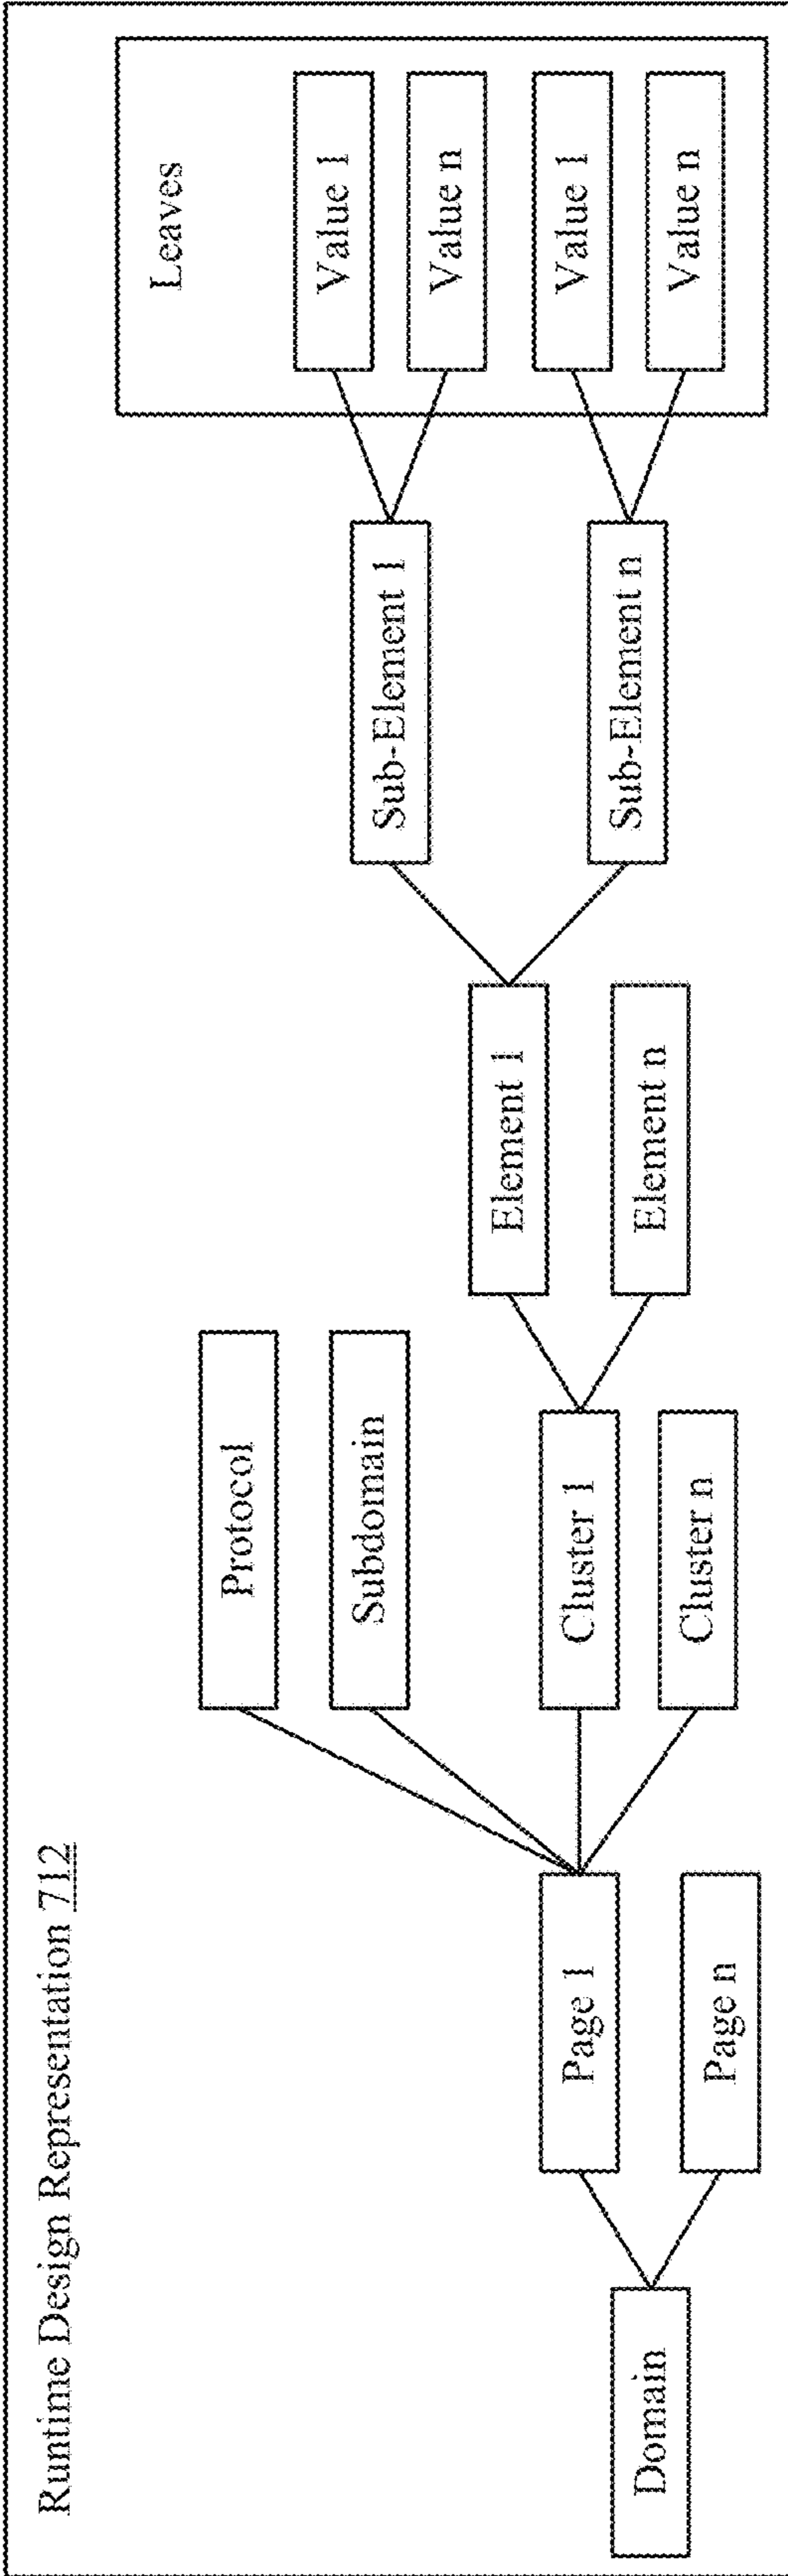 Runtime Design Representation 712
Domain
Page 1
Page n
Protocol
Subdomain
Cluster 1
Cluster n
Element 1
Element n
Sub-Element 1
Sub-Element n
Leaves
Value 1
Value n
Value 1
Value n